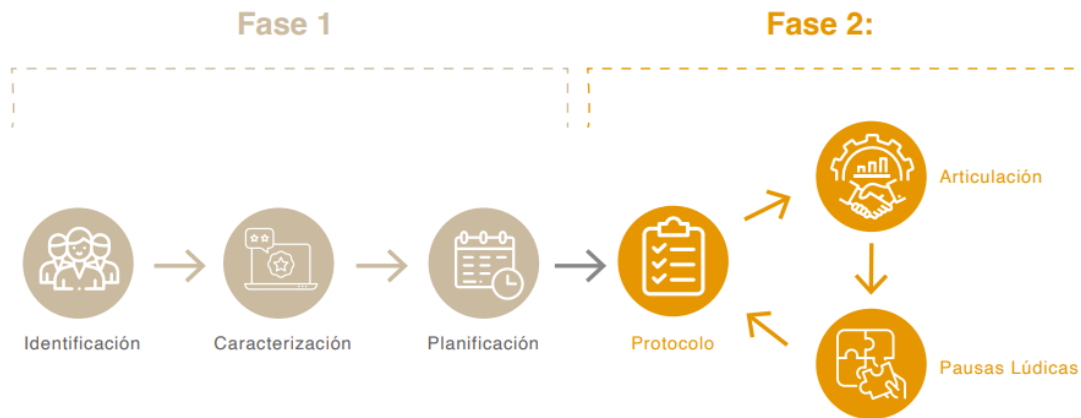 Fase 1
Fase 2:
Identificación
Caracterización
Planificación
Protocolo
Articulación
Pausas Lúdicas